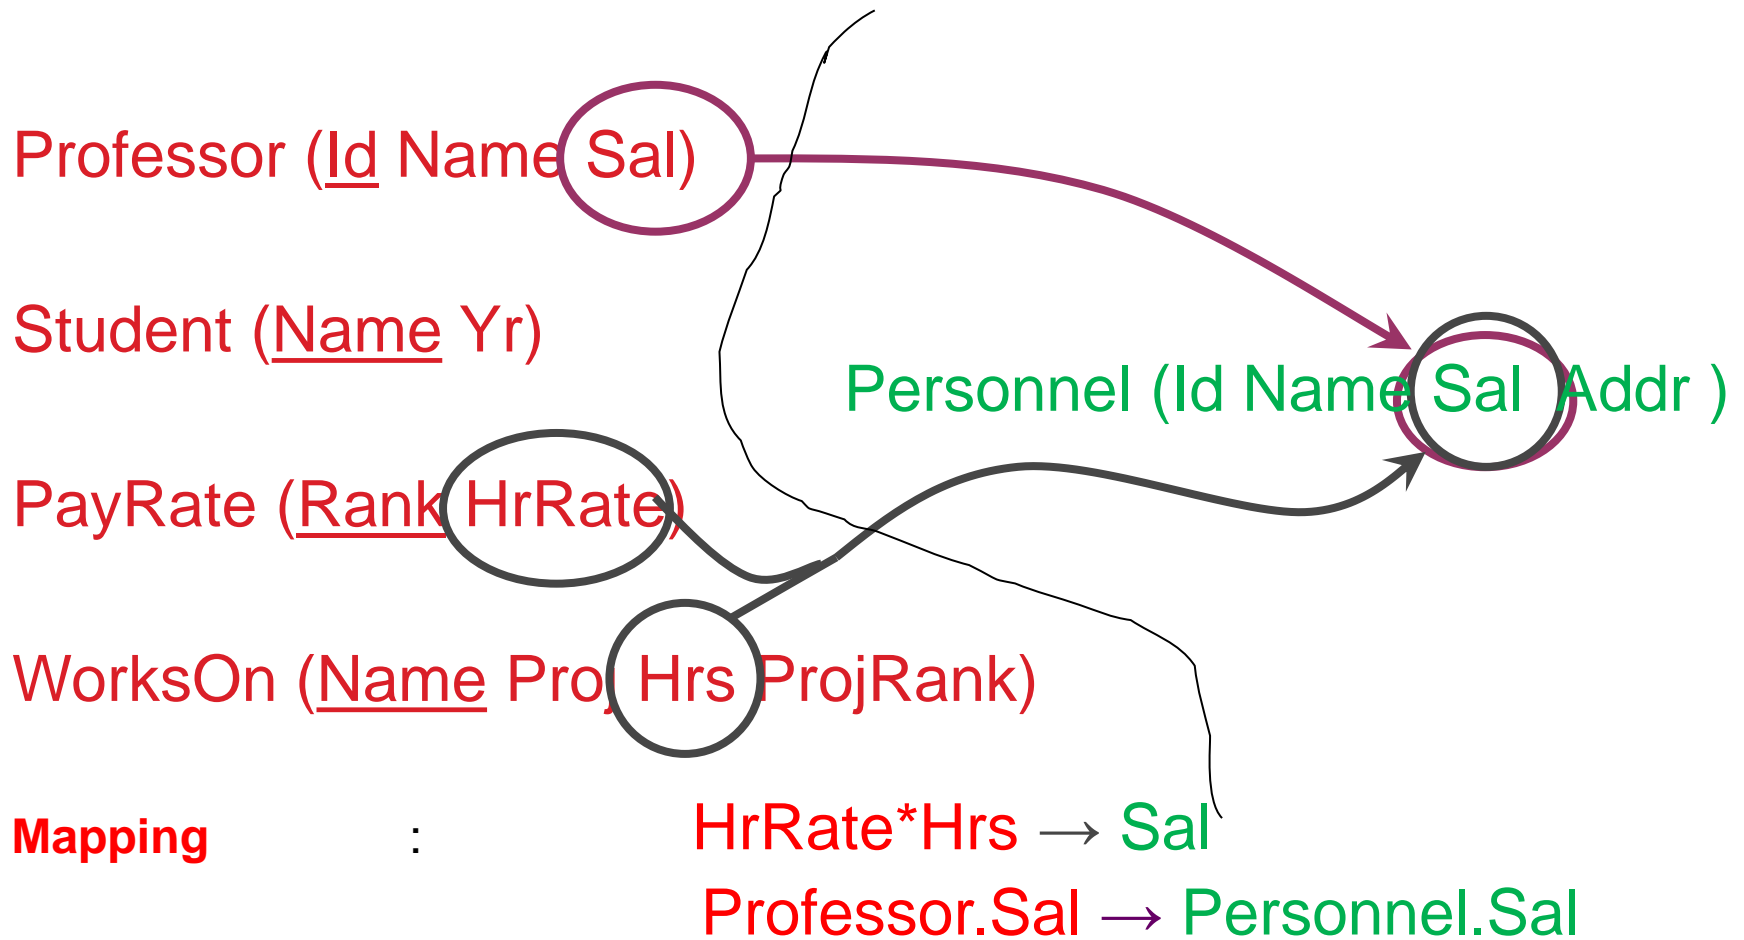 Professor (Id Name Sal)
Student (Name Yr)
Personnel (Id Name Sal Addr )
PayRate (Rank HrRate)
WorksOn (Name Proj Hrs ProjRank)
Mapping : HrRate*Hrs → Sal
Professor.Sal → Personnel.Sal